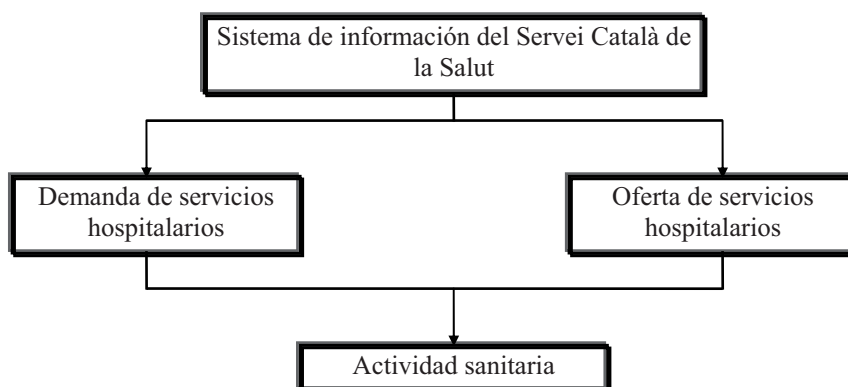 Sistema de información del Servei Català de
la Salut
Demanda de servicios
hospitalarios
Oferta de servicios
hospitalarios
Actividad sanitaria